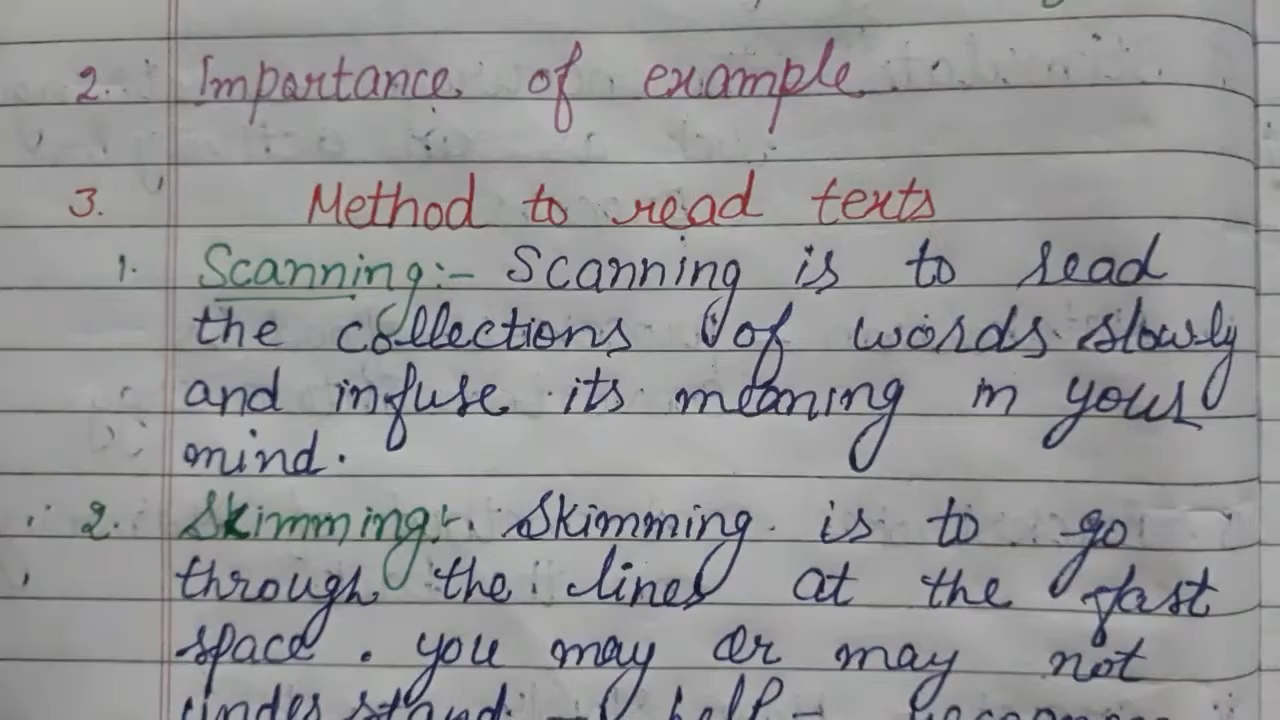 2. Importance of example
3. Method to read texts
1. Scanning:- Scanning is to read
the collections of words slowly
and infuse its meaning in your
mind.
2. Skimming:- Skimming is to go
through the lines at the fast
space. you may or may not
understand